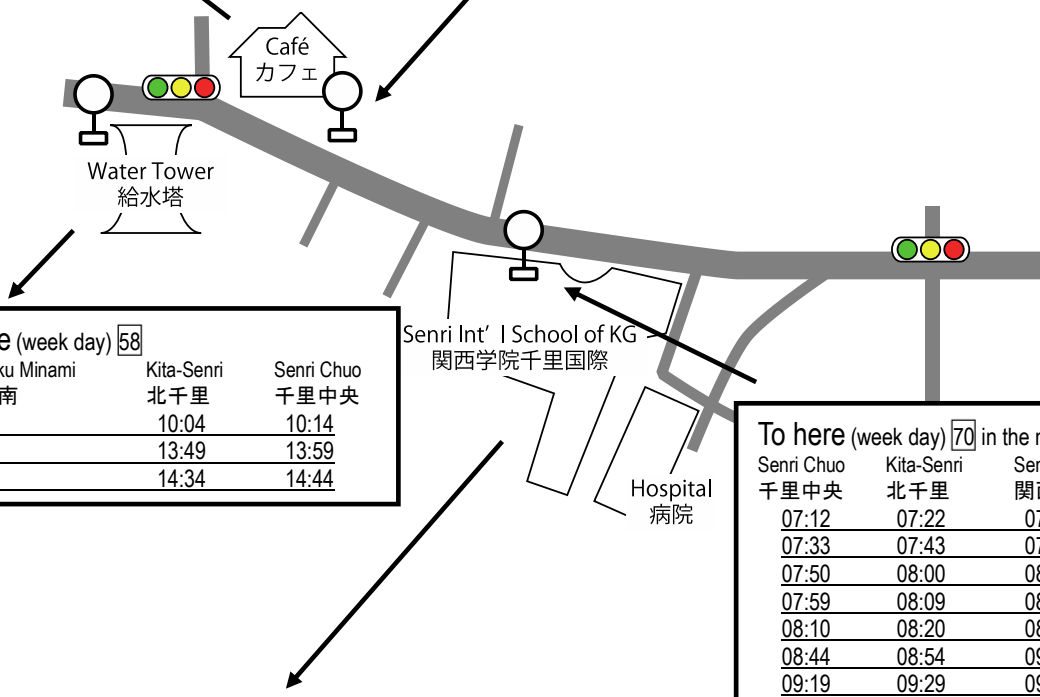 Café
カフェ
Water Tower
給水塔
Senri Int' l School of KG
関西学院千里国際
Hospital
病院
(week day) 58
Minami Kita-Senri Senri Chuo
南 北千里 千里中央
10:04 10:14
13:49 13:59
14:34 14:44
To here (week day) 70 in the
Senri Chuo Kita-Senri
千里中央 北千里
07:12 07:22
07:33 07:43
07:50 08:00
07:59 08:09
08:10 08:20
08:44 08:54
09:19 09:29